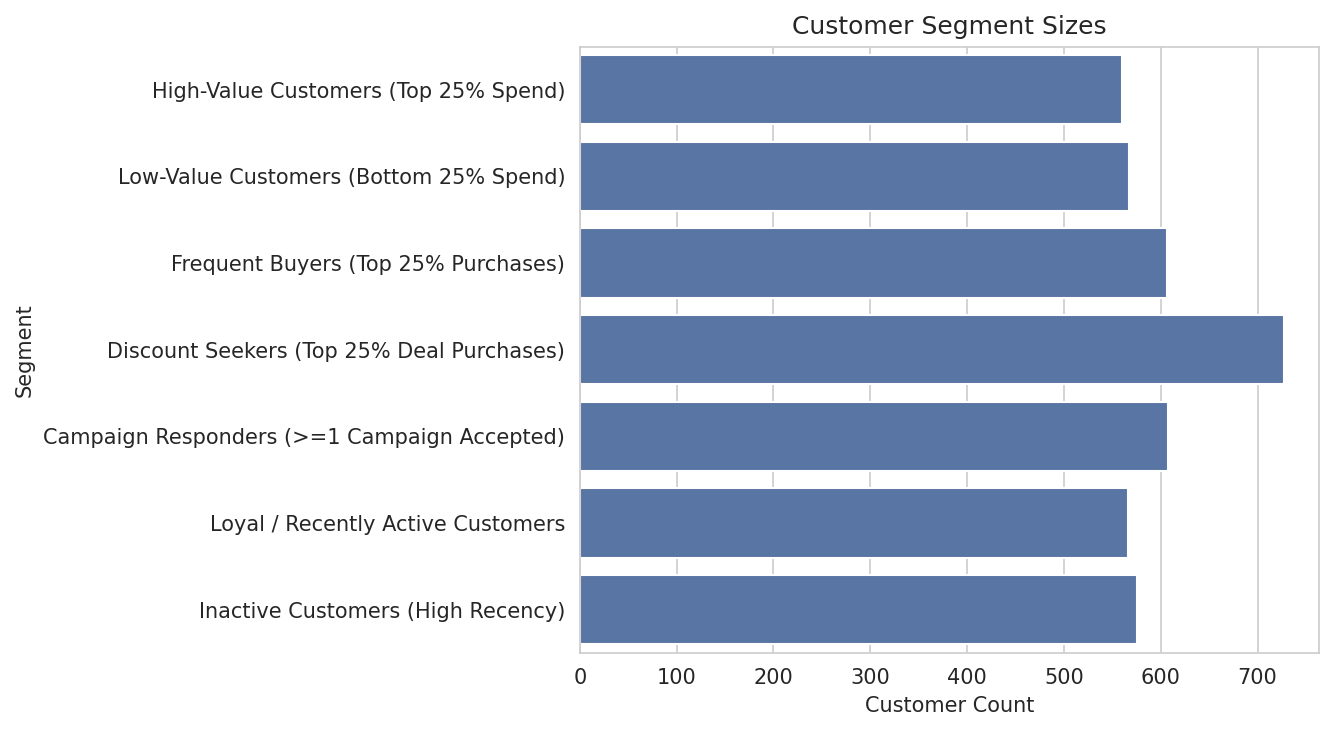 Customer Segment Sizes
Segment
High-Value Customers (Top 25% Spend)
Low-Value Customers (Bottom 25% Spend)
Frequent Buyers (Top 25% Purchases)
Discount Seekers (Top 25% Deal Purchases)
Campaign Responders (>=1 Campaign Accepted)
Loyal / Recently Active Customers
Inactive Customers (High Recency)
0 100 200 300 400 500 600 700
Customer Count